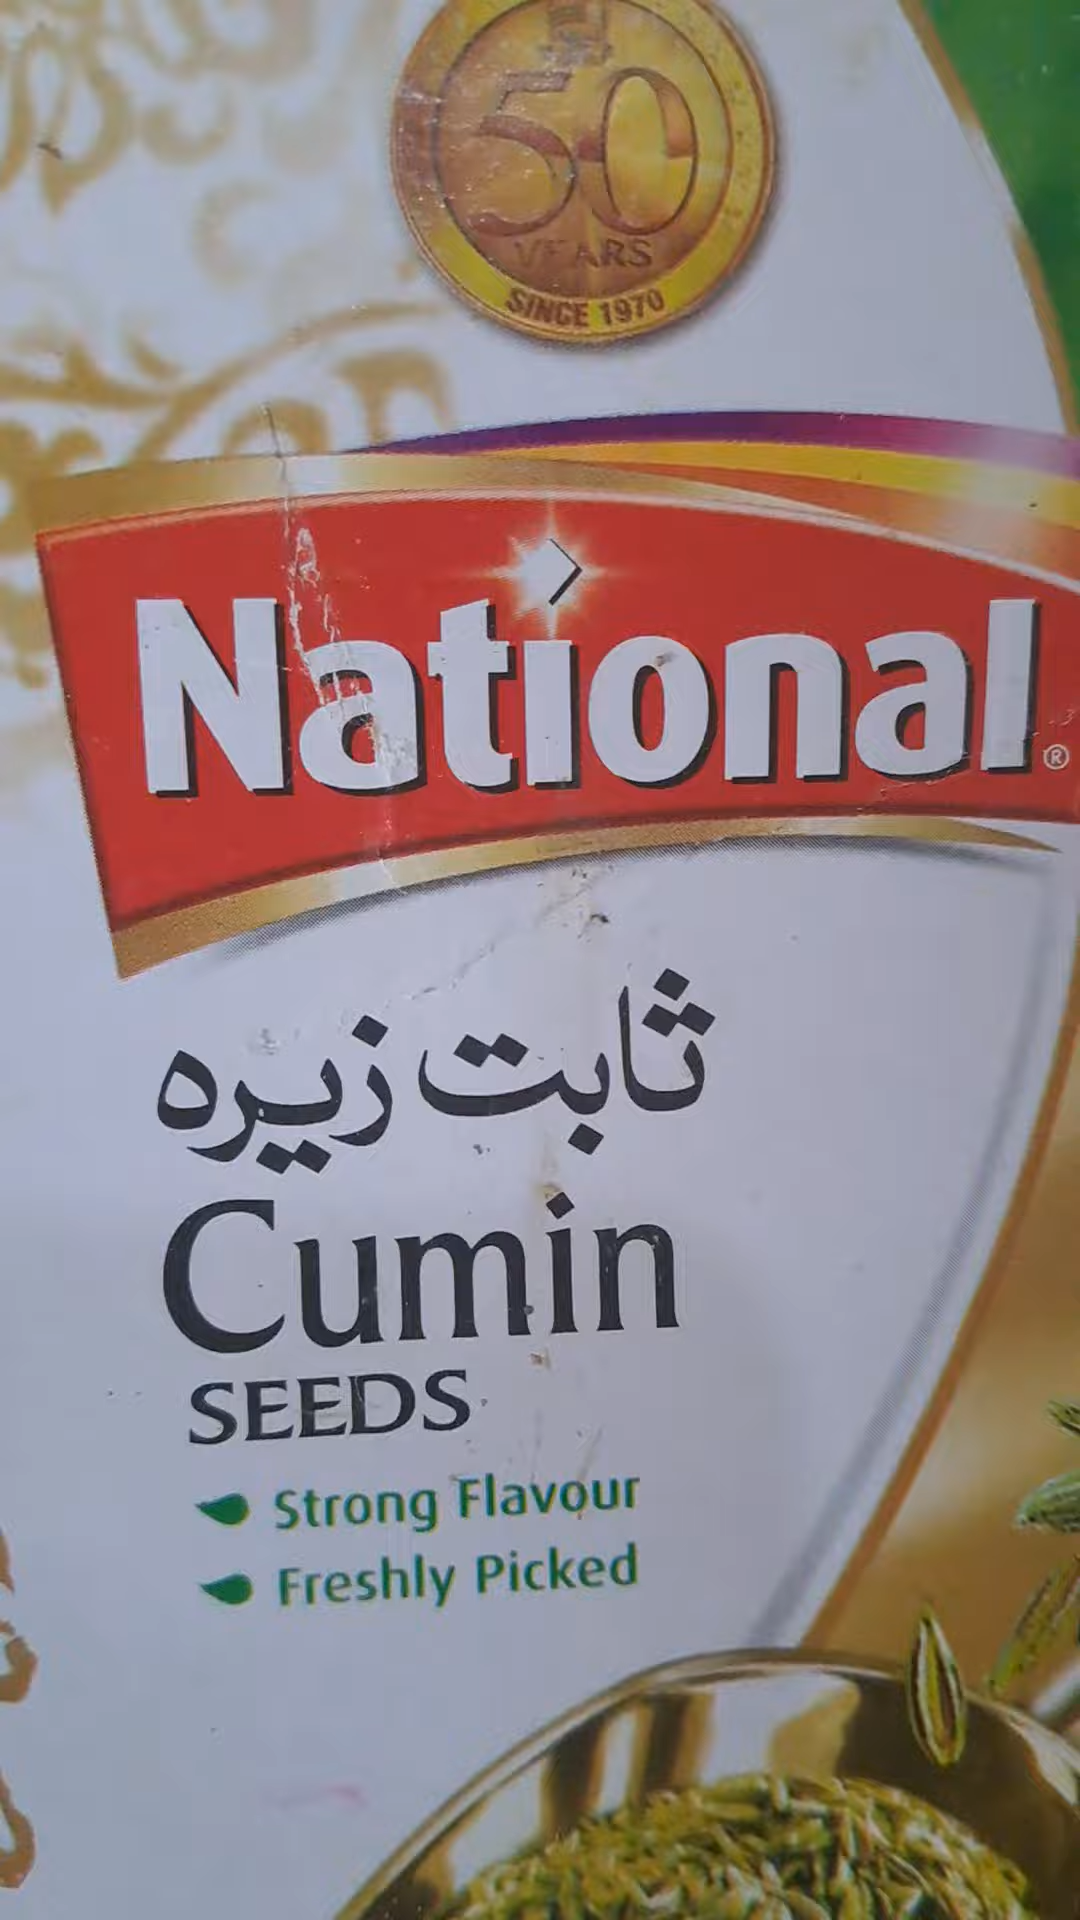 50
YEARS
SINCE 1970
National®
ثابت زیرہ
Cumin
SEEDS
Strong Flavour
Freshly Picked